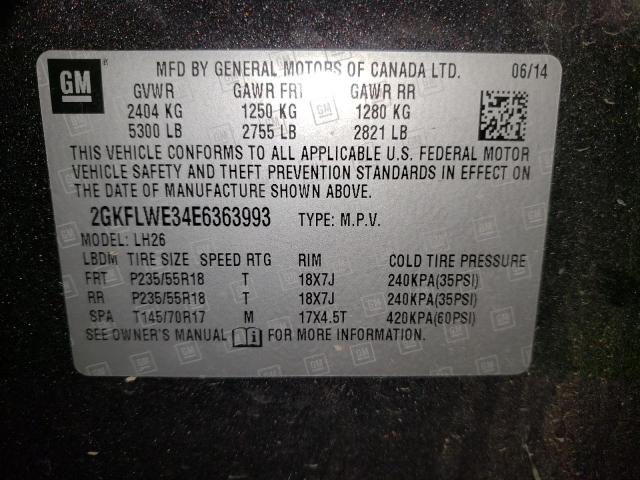 GM
MFD BY GENERAL MOTORS OF CANADA LTD. 06/14
GVWR GAWR FRT GAWR RR
2404 KG 1250 KG 1280 KG
5300 LB 2755 LB 2821 LB
THIS VEHICLE CONFORMS TO ALL APPLICABLE U.S. FEDERAL MOTOR
VEHICLE SAFETY AND THEFT PREVENTION STANDARDS IN EFFECT ON
THE DATE OF MANUFACTURE SHOWN ABOVE.
2GKFLWE34E6363993 TYPE: M.P.V.
MODEL: LH26
LBDM TIRE SIZE SPEED RTG RIM COLD TIRE PRESSURE
FRT P235/55R18 T 18X7J 240KPA(35PSI)
RR P235/55R18 T 18X7J 240KPA(35PSI)
SPA T145/70R17 M 17X4.5T 420KPA(60PSI)
SEE OWNER'S MANUAL FOR MORE INFORMATION.